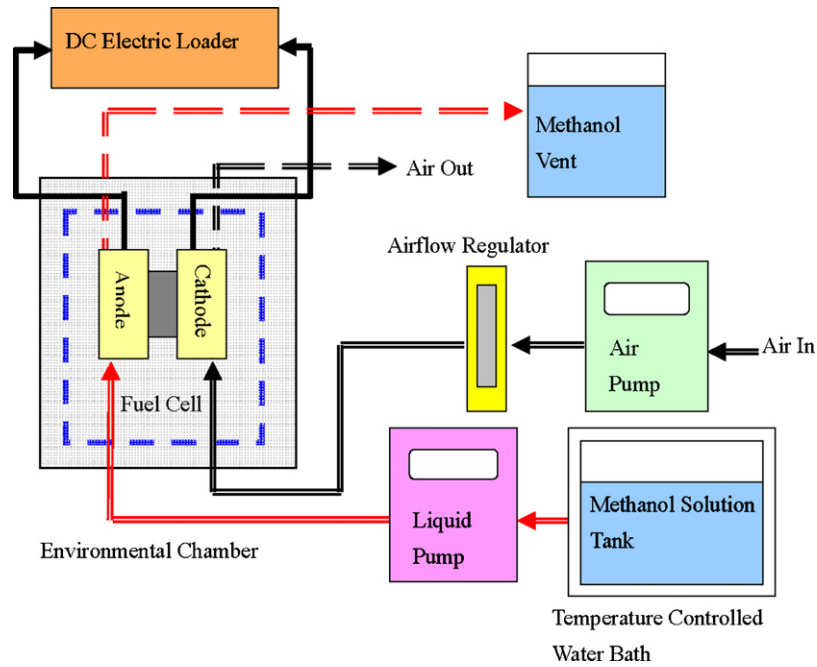 DC Electric Loader
Methanol
Vent
Air Out
Airflow Regulator
Anode
Cathode
Air
Pump
Air In
Fuel Cell
Liquid
Pump
Methanol Solution
Tank
Environmental Chamber
Temperature Controlled
Water Bath